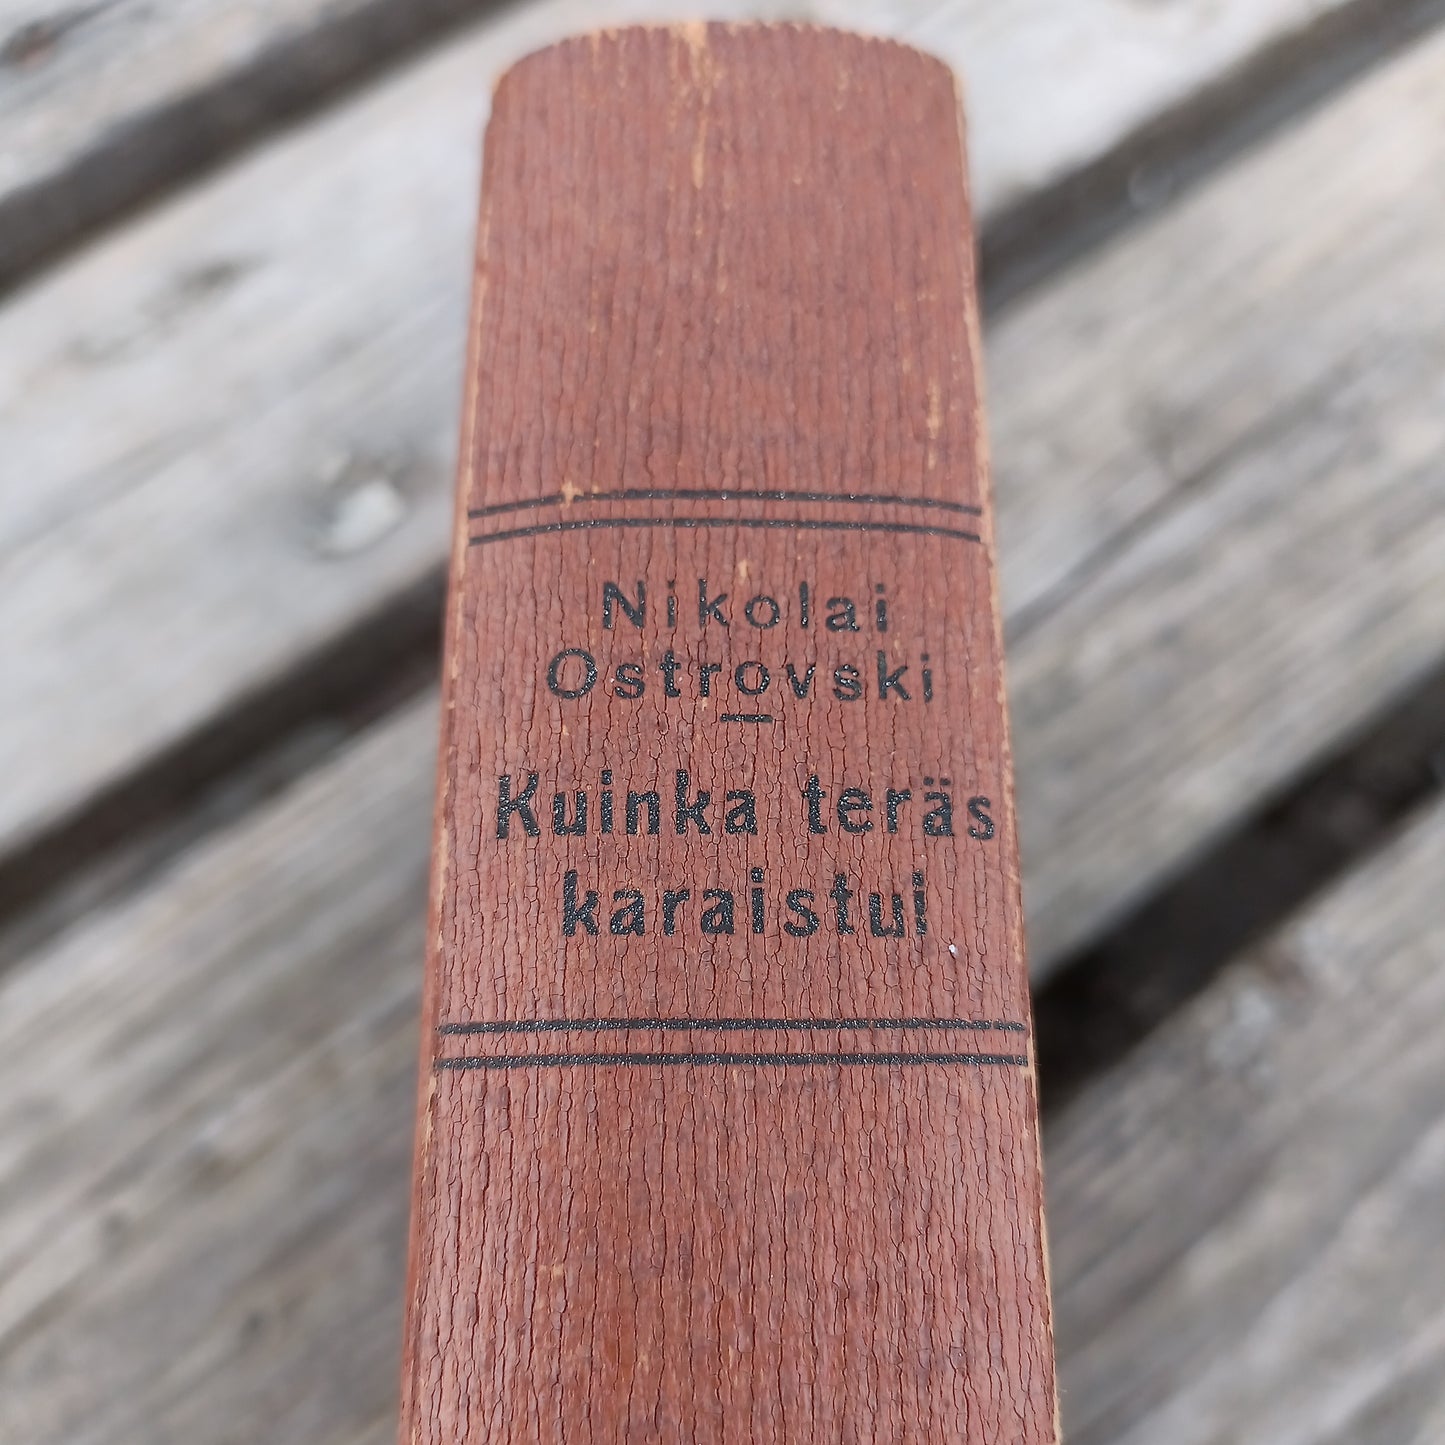 Nikolai
Ostrovski
Kuinka teräs
karaistui